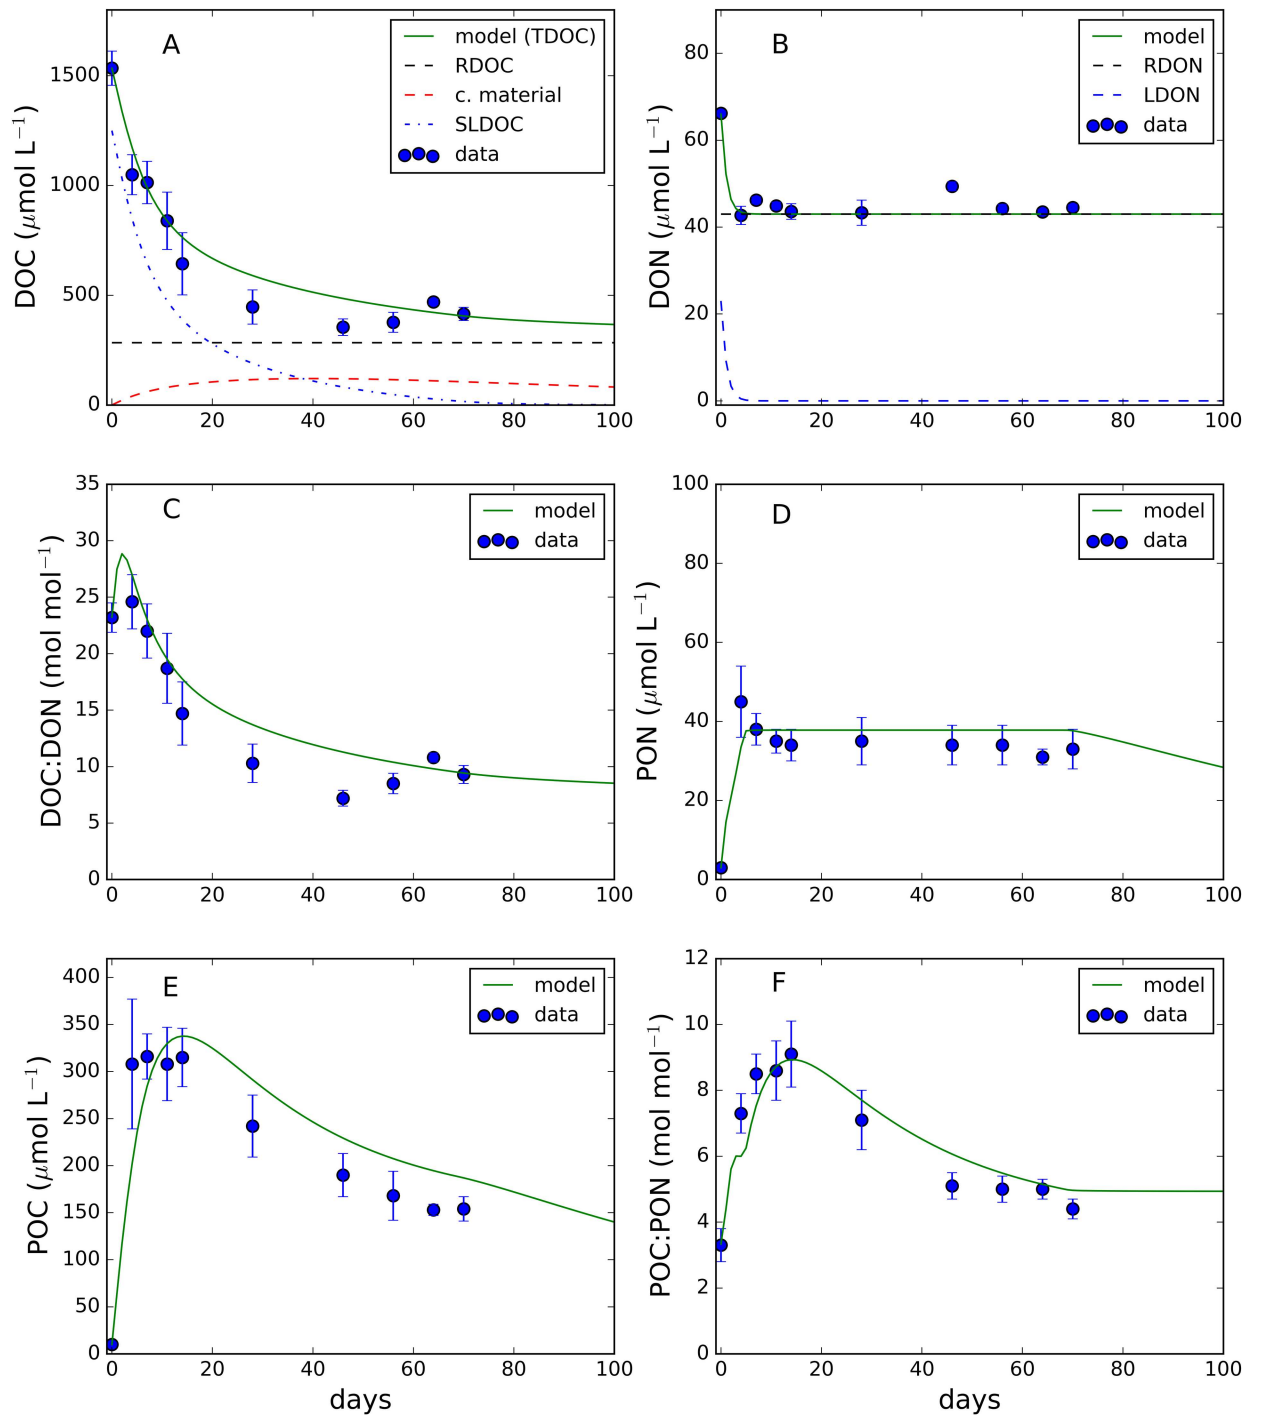 A
model (TDOC)
RDOC
c. material
SLDOC
data
DOC (μmol L⁻¹)
1500
1000
500
0
0 20 40 60 80 100
B
model
RDON
LDON
data
DON (μmol L⁻¹)
80
60
40
20
0
0 20 40 60 80 100
C
model
data
DOC:DON (mol mol⁻¹)
35
30
25
20
15
10
5
0
0 20 40 60 80 100
D
model
data
PON (μmol L⁻¹)
100
80
60
40
20
0
0 20 40 60 80 100
E
model
data
POC (μmol L⁻¹)
400
350
300
250
200
150
100
50
0
0 20 40 60 80 100
days
F
model
data
POC:PON (mol mol⁻¹)
12
10
8
6
4
2
0
0 20 40 60 80 100
days